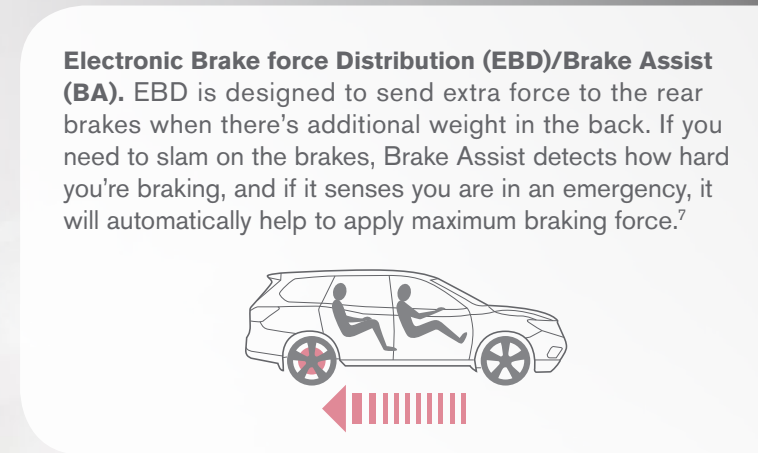 Electronic Brake force Distribution (EBD)/Brake Assist
(BA). EBD is designed to send extra force to the rear
brakes when there’s additional weight in the back. If you
need to slam on the brakes, Brake Assist detects how hard
you’re braking, and if it senses you are in an emergency, it
will automatically help to apply maximum braking force.⁷